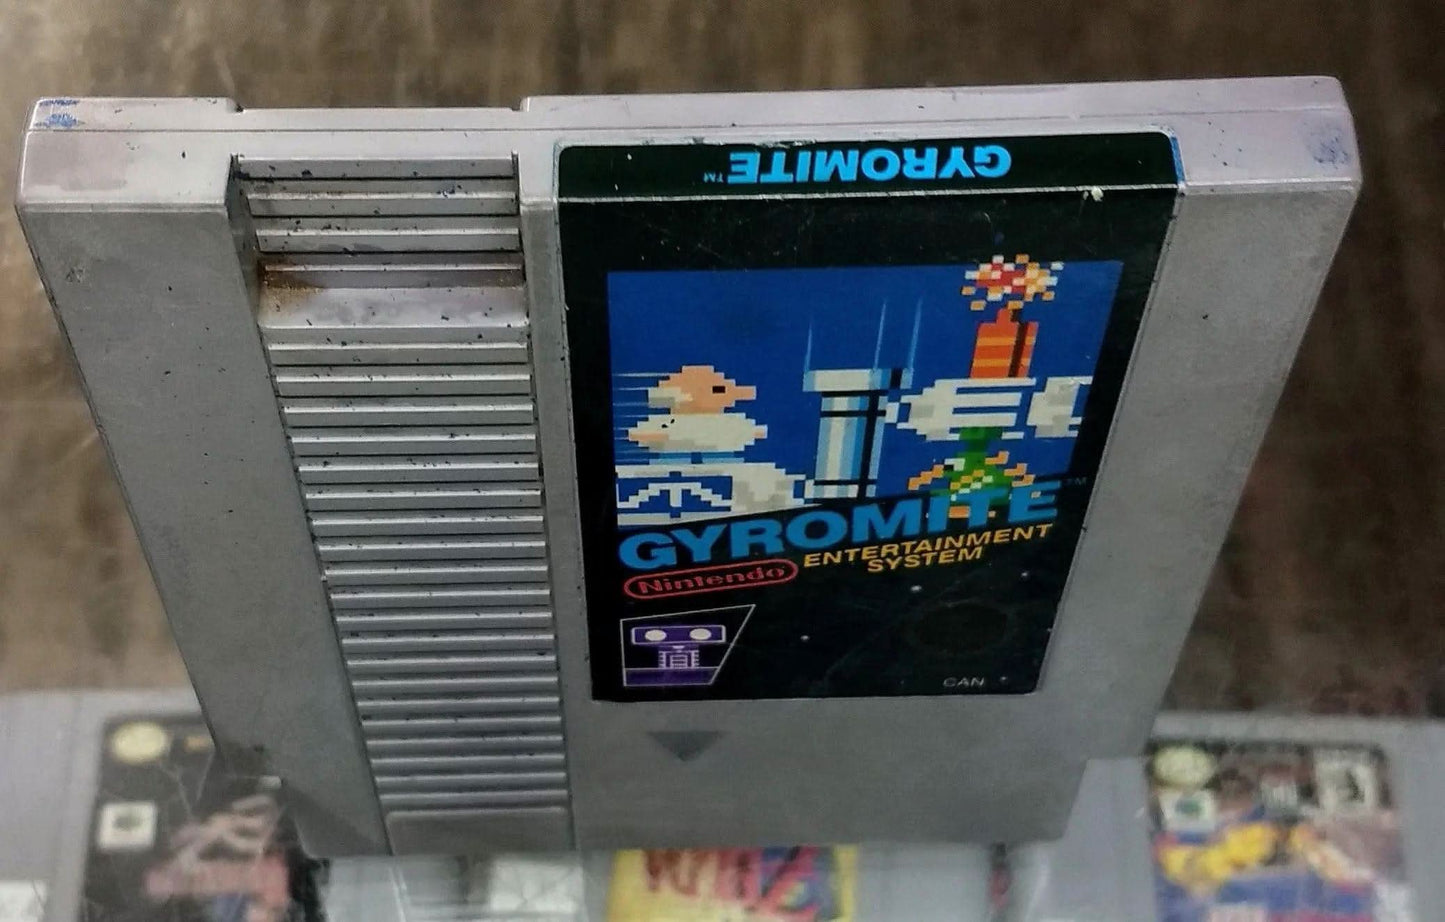 GYROMITE™
GYROMITE™
Nintendo®
ENTERTAINMENT
SYSTEM
CAN